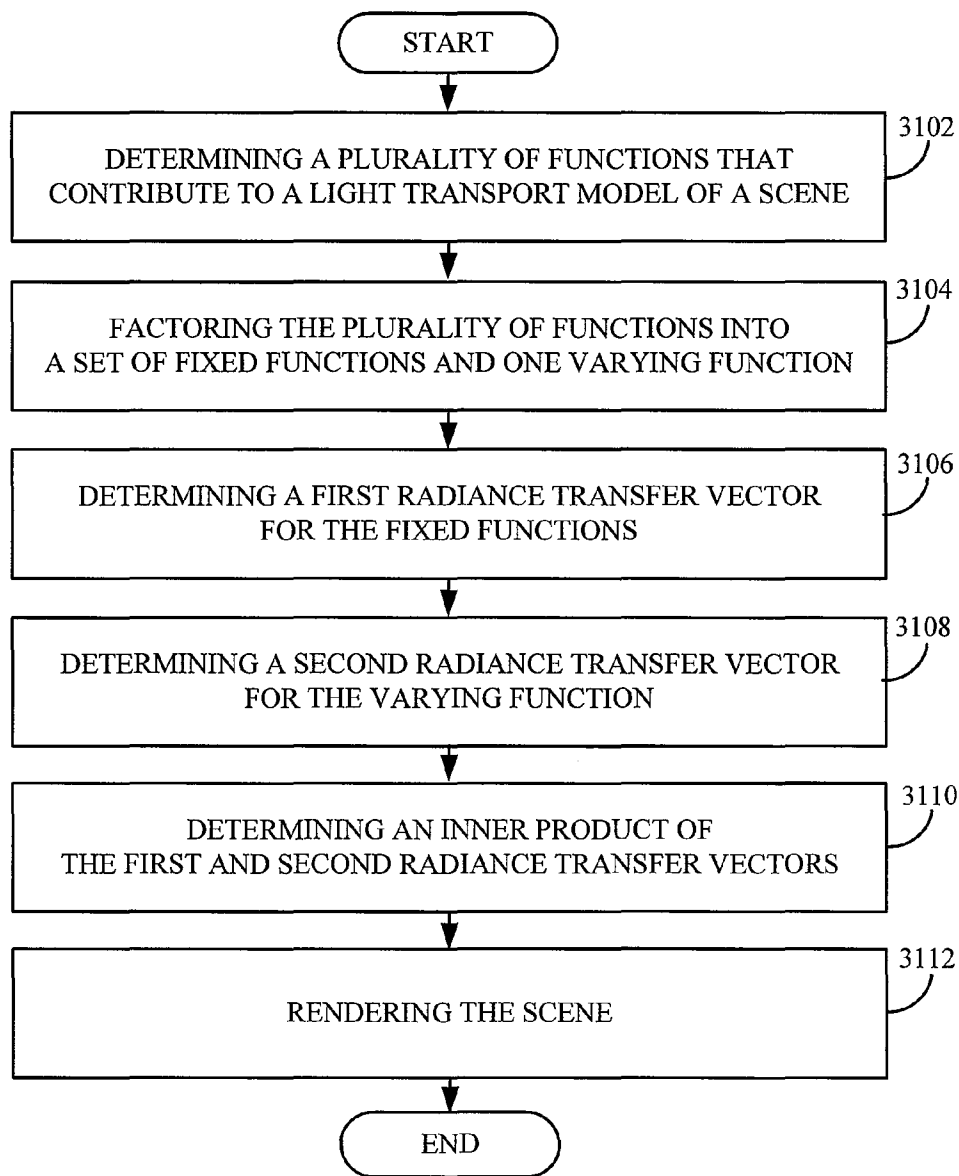 START
3102
DETERMINING A PLURALITY OF FUNCTIONS THAT
CONTRIBUTE TO A LIGHT TRANSPORT MODEL OF A SCENE
3104
FACTORING THE PLURALITY OF FUNCTIONS INTO
A SET OF FIXED FUNCTIONS AND ONE VARYING FUNCTION
3106
DETERMINING A FIRST RADIANCE TRANSFER VECTOR
FOR THE FIXED FUNCTIONS
3108
DETERMINING A SECOND RADIANCE TRANSFER VECTOR
FOR THE VARYING FUNCTION
3110
DETERMINING AN INNER PRODUCT OF
THE FIRST AND SECOND RADIANCE TRANSFER VECTORS
3112
RENDERING THE SCENE
END